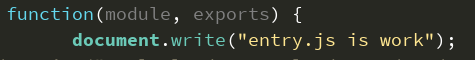 function(module, exports) {
document.write("entry.js is work");